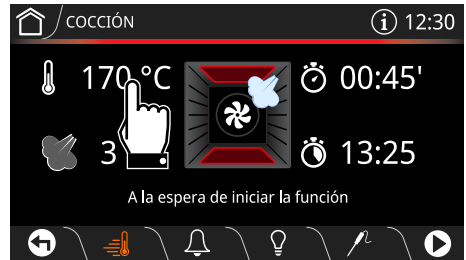 COCCIÓN
i 12:30
170 °C
00:45'
3
13:25
A la espera de iniciar la función